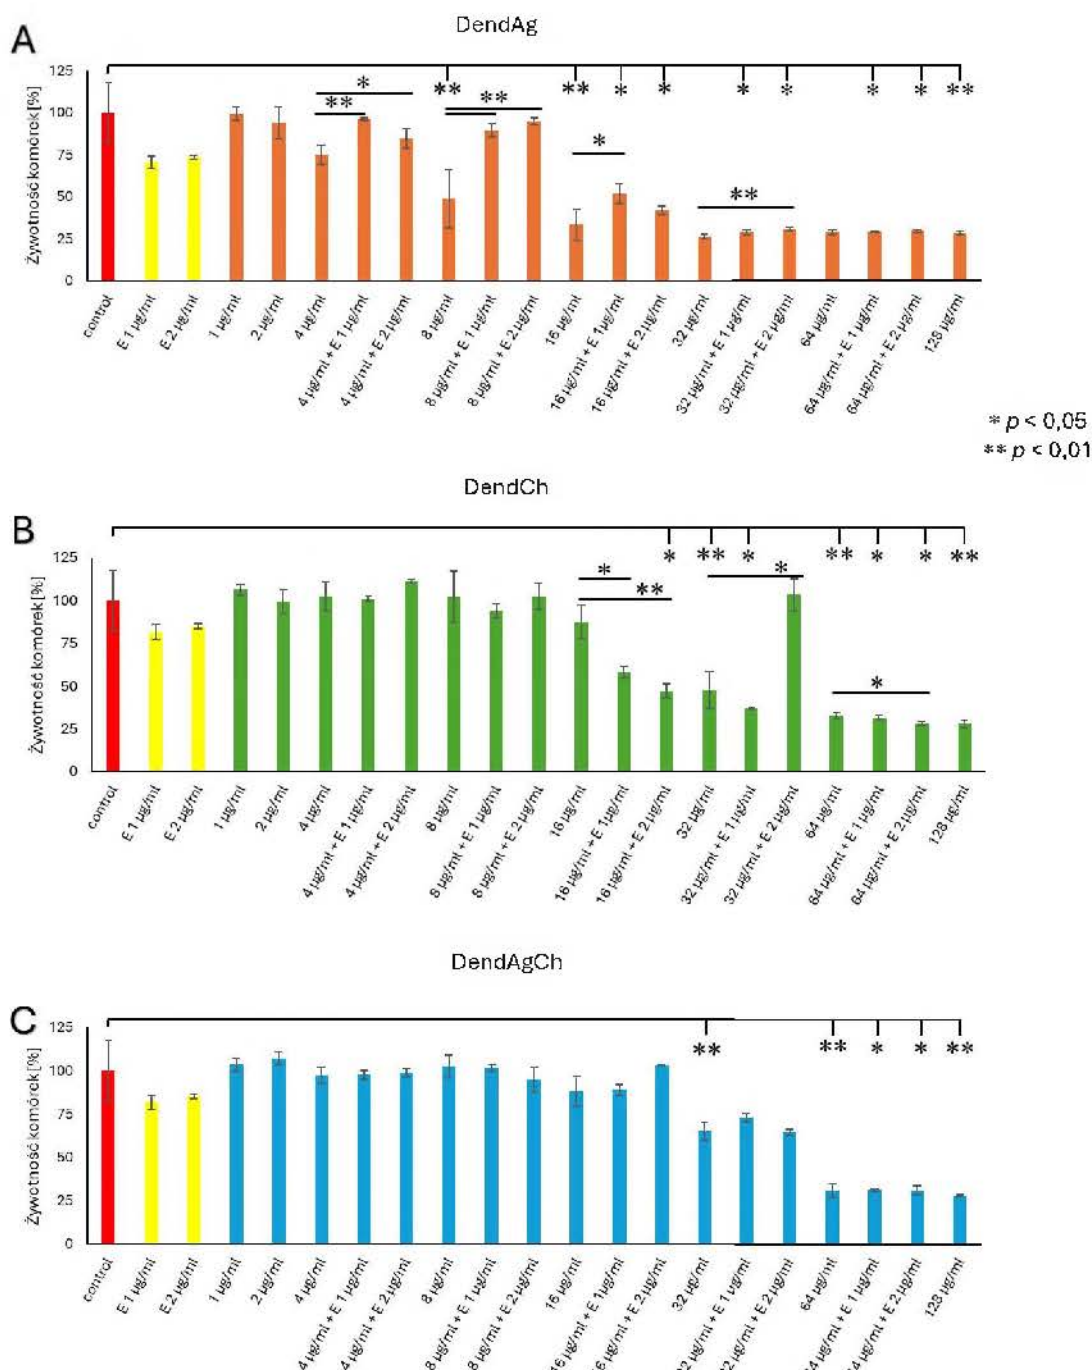 DendAg
A
Żywotność komórek [%]
125
100
75
50
25
0
* ** ** ** ** * * * ** * * * * **
control
E 1 µg/ml
E 2 µg/ml
1 µg/ml
2 µg/ml
4 µg/ml
4 µg/ml + E 1 µg/ml
4 µg/ml + E 2 µg/ml
8 µg/ml
8 µg/ml + E 1 µg/ml
8 µg/ml + E 2 µg/ml
16 µg/ml
16 µg/ml + E 1µg/ml
16 µg/ml + E 2 µg/ml
32 µg/ml
32 µg/ml + E 1 µg/ml
32 µg/ml + E 2 µg/ml
64 µg/ml
64 µg/ml + E 1 µg/ml
64 µg/ml + E 2 µg/ml
128 µg/ml
* p < 0,05
** p < 0,01
DendCh
B
Żywotność komórek [%]
125
100
75
50
25
0
* ** * ** * * ** * ** * *
control
E 1 µg/ml
E 2 µg/ml
1 µg/ml
2 µg/ml
4 µg/ml
4 µg/ml + E 1 µg/ml
4 µg/ml + E 2 µg/ml
8 µg/ml
8 µg/ml + E 1 µg/ml
8 µg/ml + E 2 µg/ml
16 µg/ml
16 µg/ml + E 1µg/ml
16 µg/ml + E 2 µg/ml
32 µg/ml
32 µg/ml + E 1 µg/ml
32 µg/ml + E 2 µg/ml
64 µg/ml
64 µg/ml + E 1 µg/ml
64 µg/ml + E 2 µg/ml
128 µg/ml
DendAgCh
C
Żywotność komórek [%]
125
100
75
50
25
0
** ** * * **
control
E 1 µg/ml
E 2 µg/ml
1 µg/ml
2 µg/ml
4 µg/ml
4 µg/ml + E 1 µg/ml
4 µg/ml + E 2 µg/ml
8 µg/ml
8 µg/ml + E 1 µg/ml
8 µg/ml + E 2 µg/ml
16 µg/ml
16 µg/ml + E 1µg/ml
16 µg/ml + E 2 µg/ml
32 µg/ml
32 µg/ml + E 1 µg/ml
32 µg/ml + E 2 µg/ml
64 µg/ml
64 µg/ml + E 1 µg/ml
64 µg/ml + E 2 µg/ml
128 µg/ml